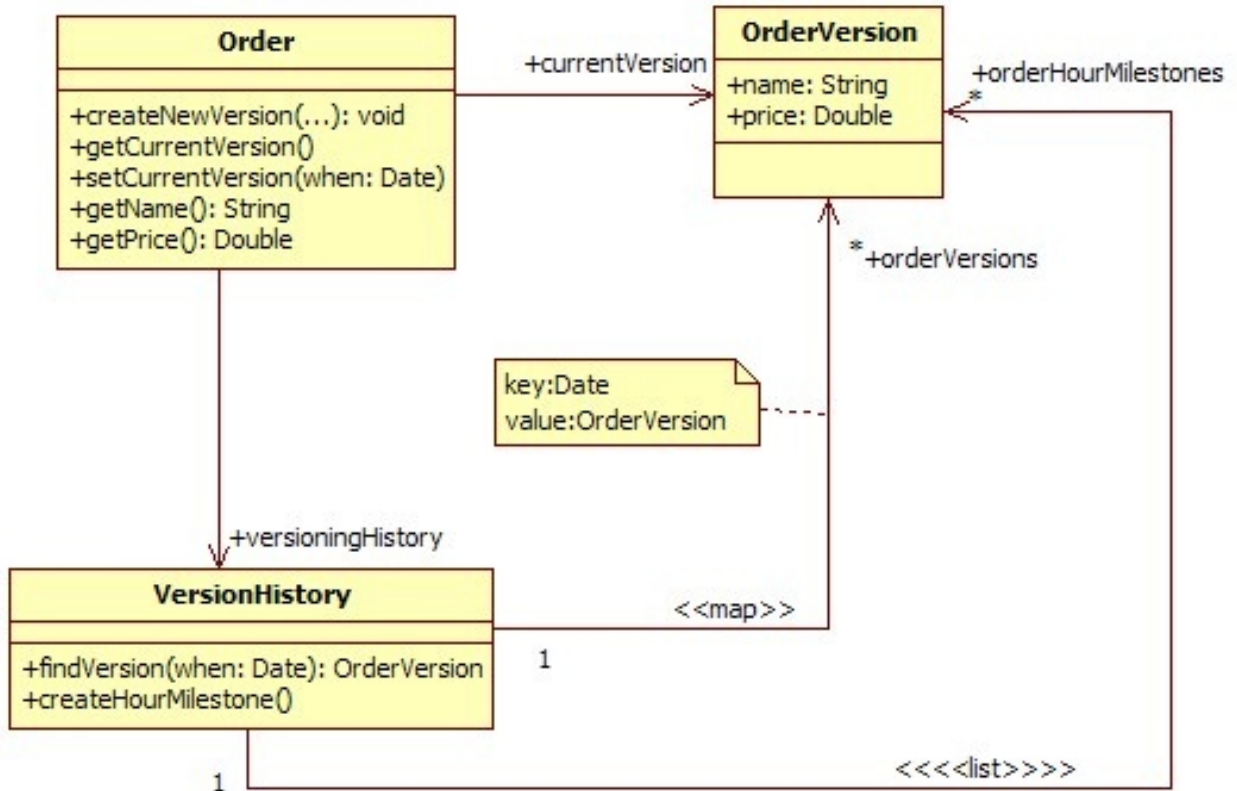 Order
+createNewVersion(...): void
+getCurrentVersion()
+setCurrentVersion(when: Date)
+getName(): String
+getPrice(): Double
+currentVersion
OrderVersion
+name: String
+price: Double
+orderHourMilestones
*
*
+orderVersions
key:Date
value:OrderVersion
+versioningHistory
VersionHistory
+findVersion(when: Date): OrderVersion
+createHourMilestone()
<<map>>
1
1
<<<<list>>>>